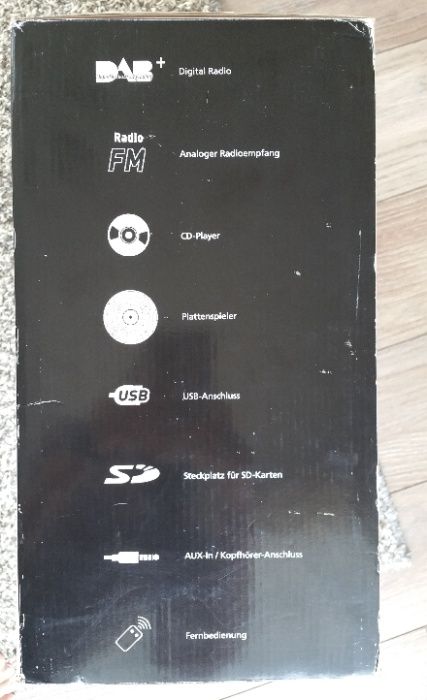 DAB+
Digital Radio
Radio
FM
Analoger Radioempfang
CD-Player
Plattenspieler
USB
USB-Anschluss
SD
Steckplatz für SD-Karten
AUX-In / Kopfhörer-Anschluss
Fernbedienung